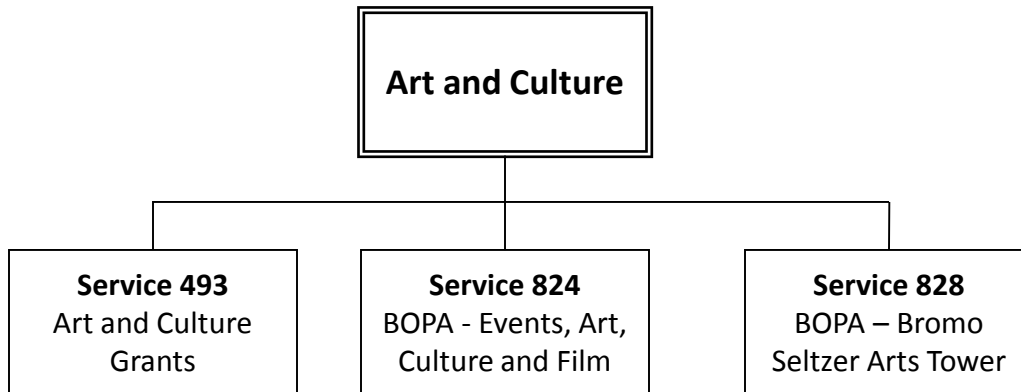 Art and Culture
Service 493
Art and Culture
Grants
Service 824
BOPA - Events, Art,
Culture and Film
Service 828
BOPA – Bromo
Seltzer Arts Tower